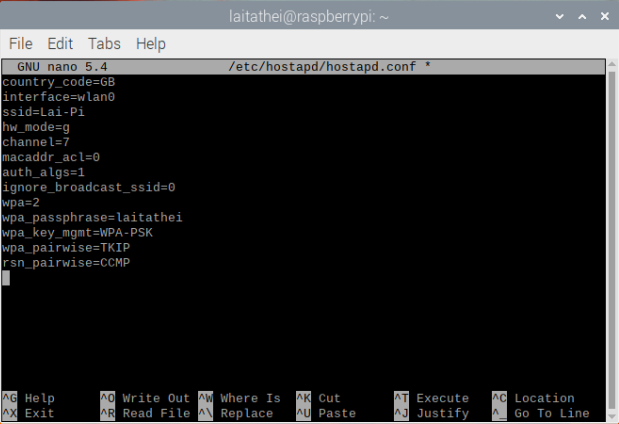 laitathei@raspberrypi: ~
File Edit Tabs Help
GNU nano 5.4 /etc/hostapd/hostapd.conf *
country_code=GB
interface=wlan0
ssid=Lai-Pi
hw_mode=g
channel=7
macaddr_acl=0
auth_algs=1
ignore_broadcast_ssid=0
wpa=2
wpa_passphrase=laitathei
wpa_key_mgmt=WPA-PSK
wpa_pairwise=TKIP
rsn_pairwise=CCMP
^G Help ^O Write Out ^W Where Is ^K Cut ^T Execute ^C Location
^X Exit ^R Read File ^\ Replace ^U Paste ^J Justify ^_ Go To Line